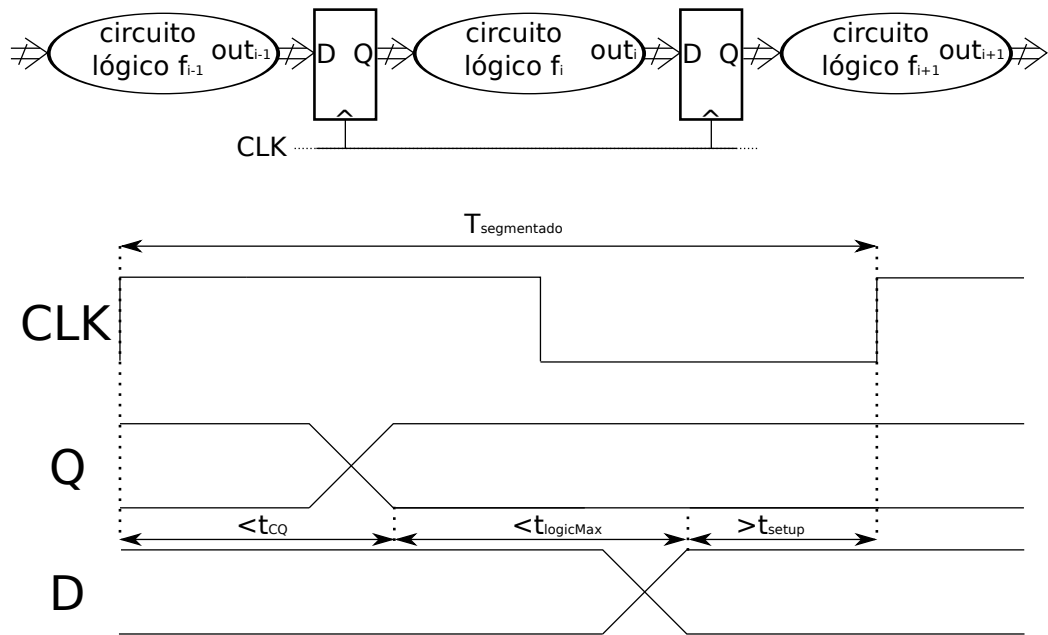 circuito lógico fi-1 outi-1
D Q
circuito lógico fi outi
D Q
circuito lógico fi+1 outi+1
CLK
Tsegmentado
CLK
Q
<tCQ <tlogicMax >tsetup
D